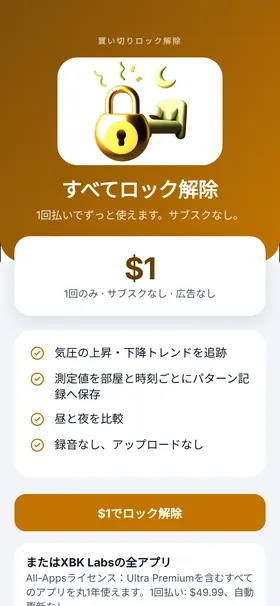 買い切りロック解除
すべてロック解除
1回払いでずっと使えます。サブスクなし。
$1
1回のみ · サブスクなし · 広告なし
気圧の上昇・下降トレンドを追跡
測定値を部屋と時刻ごとにパターン記
録へ保存
昼と夜を比較
録音なし、アップロードなし
$1でロック解除
またはXBK Labsの全アプリ
All-Appsライセンス：Ultra Premiumを含むすべて
のアプリを丸1年使えます。1回払い: $49.99、自動
更新なし